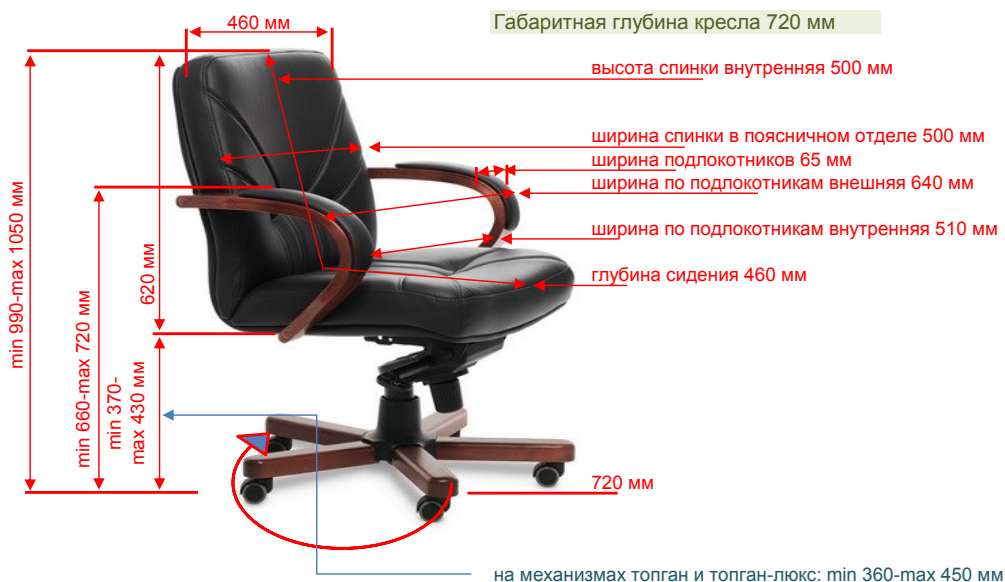 460 мм
Габаритная глубина кресла 720 мм
высота спинки внутренняя 500 мм
ширина спинки в поясничном отделе 500 мм
ширина подлокотников 65 мм
ширина по подлокотникам внешняя 640 мм
ширина по подлокотникам внутренняя 510 мм
глубина сидения 460 мм
min 990-max 1050 мм
620 мм
min 660-max 720 мм
min 370-
max 430 мм
720 мм
на механизмах топган и топган-люкс: min 360-max 450 мм